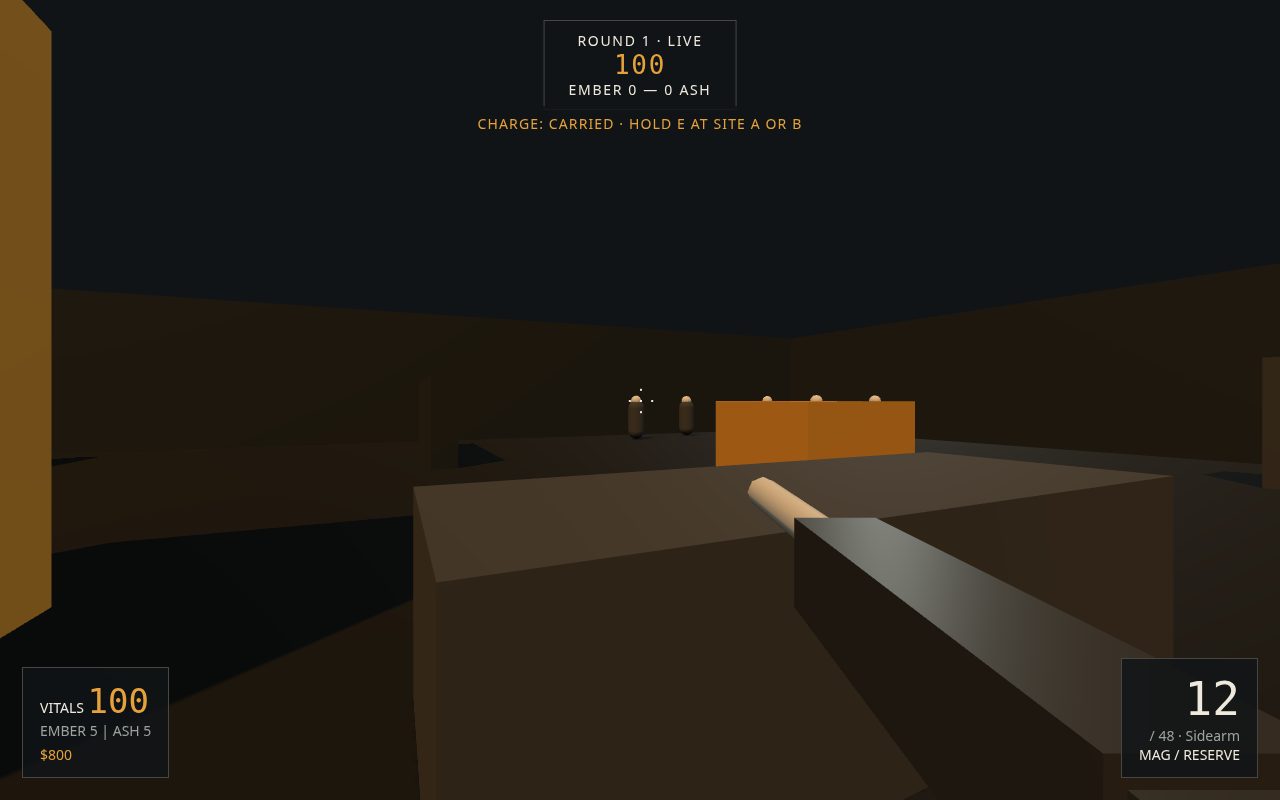 ROUND 1 · LIVE
100
EMBER 0 — 0 ASH
CHARGE: CARRIED · HOLD E AT SITE A OR B
VITALS 100
EMBER 5 | ASH 5
$800
12
/ 48 · Sidearm
MAG / RESERVE